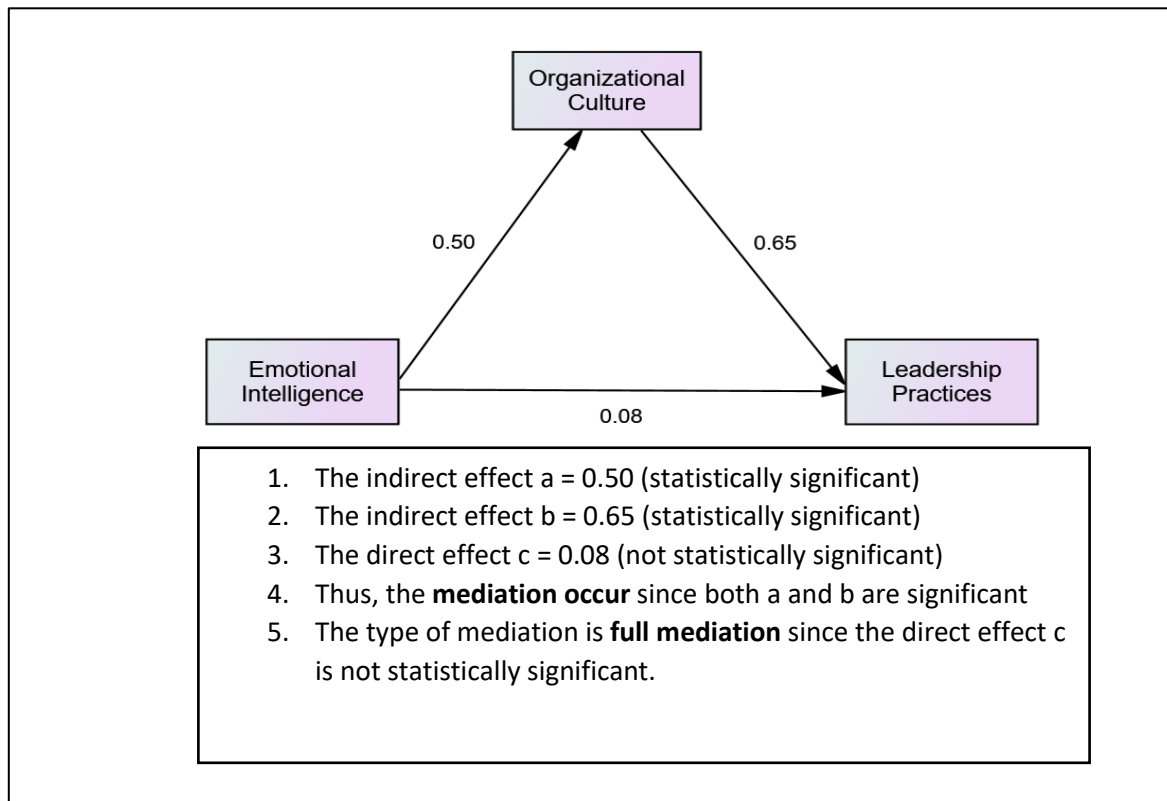 Organizational
Culture
0.50
0.65
Emotional
Intelligence
Leadership
Practices
0.08
1. The indirect effect a = 0.50 (statistically significant)
2. The indirect effect b = 0.65 (statistically significant)
3. The direct effect c = 0.08 (not statistically significant)
4. Thus, the mediation occur since both a and b are significant
5. The type of mediation is full mediation since the direct effect c
is not statistically significant.